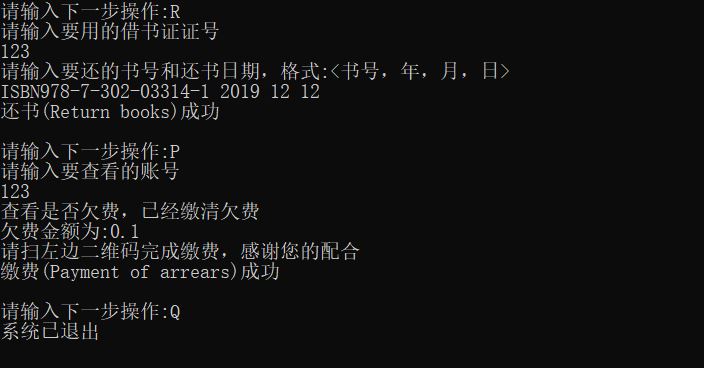 请输入下一步操作:R
请输入要用的借书证证号
123
请输入要还的书号和还书日期，格式:<书号，年，月，日>
ISBN978-7-302-03314-1 2019 12 12
还书(Return books)成功
请输入下一步操作:P
请输入要查看的账号
123
查看是否欠费，已经缴清欠费
欠费金额为:0.1
请扫左边二维码完成缴费，感谢您的配合
缴费(Payment of arrears)成功
请输入下一步操作:Q
系统已退出